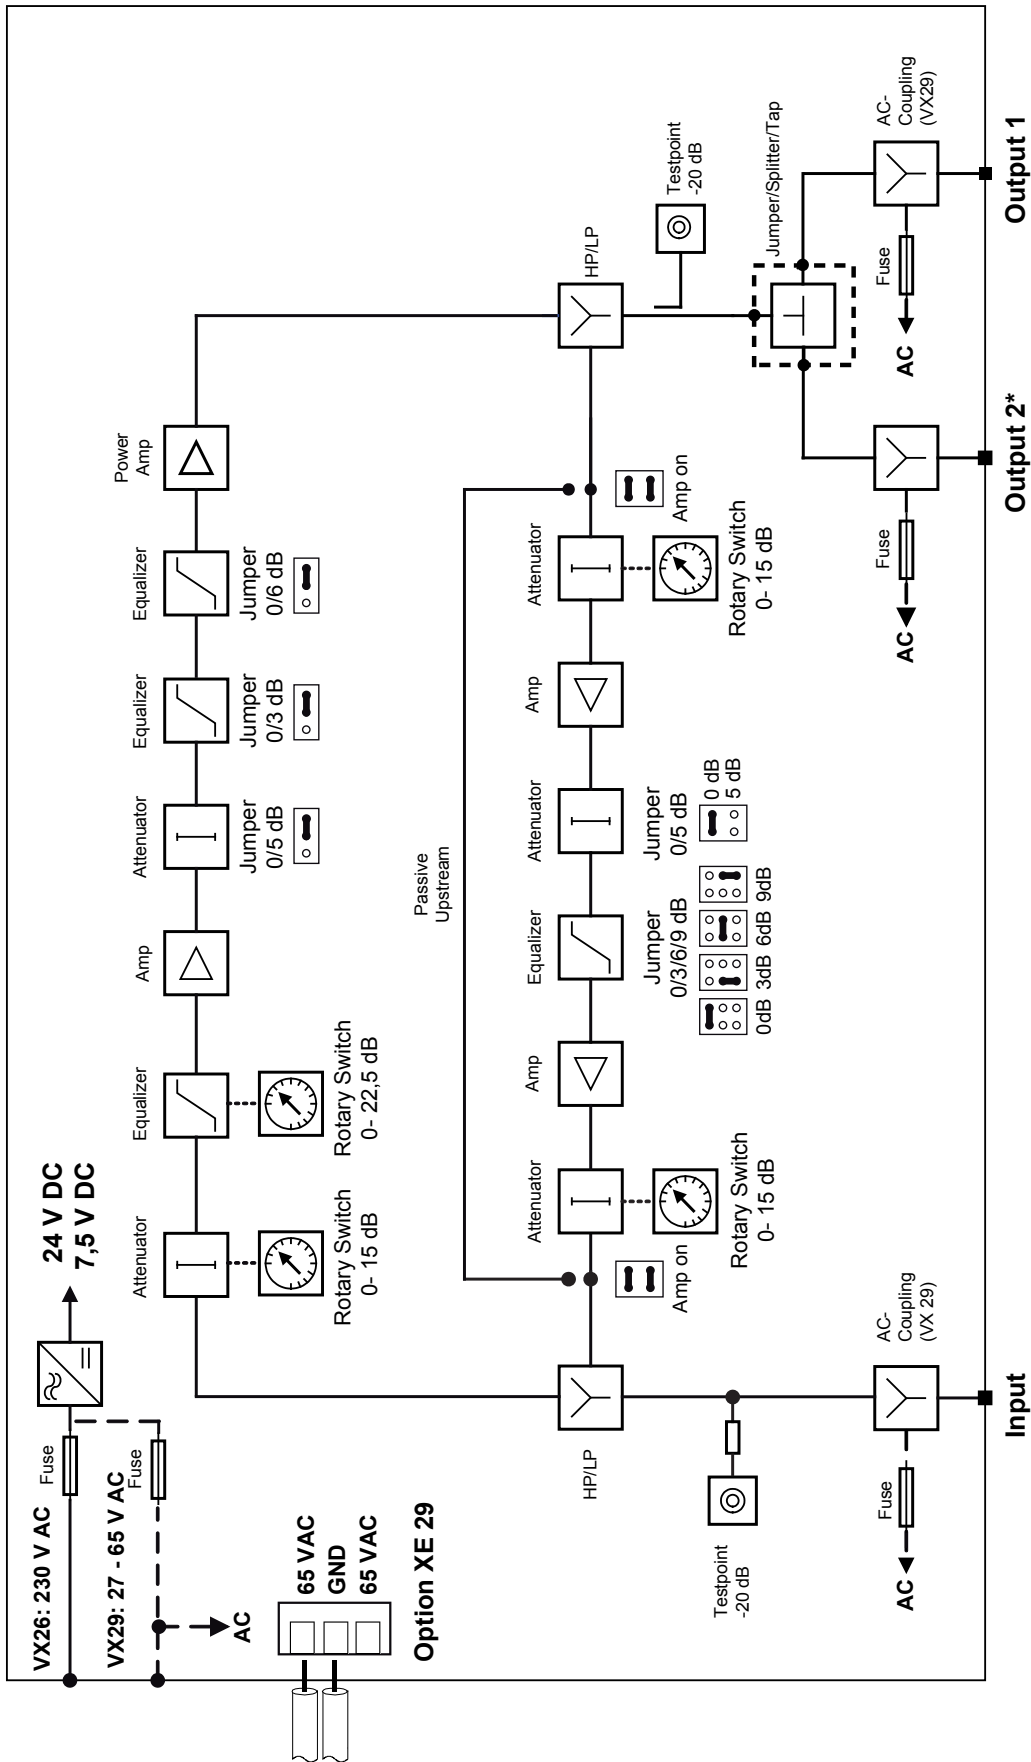 VX26: 230 V AC
Fuse
24 V DC
7,5 V DC
VX29: 27 - 65 V AC
Fuse
AC
65 VAC
GND
65 VAC
Option XE 29
Attenuator
Rotary Switch
0- 15 dB
Equalizer
Rotary Switch
0- 22,5 dB
Amp
Attenuator
Jumper
0/5 dB
Equalizer
Jumper
0/3 dB
Equalizer
Jumper
0/6 dB
Power
Amp
Passive
Upstream
HP/LP
Amp on
Attenuator
Rotary Switch
0- 15 dB
Amp
Equalizer
Jumper
0/3/6/9 dB
0dB
3dB
6dB
9dB
Attenuator
Jumper
0/5 dB
0 dB
5 dB
Amp
Attenuator
Rotary Switch
0- 15 dB
Amp on
HP/LP
Testpoint
-20 dB
Testpoint
-20 dB
Jumper/Splitter/Tap
AC
Fuse
AC-
Coupling
(VX 29)
Input
AC
Fuse
Output 2*
AC
Fuse
AC-
Coupling
(VX29)
Output 1